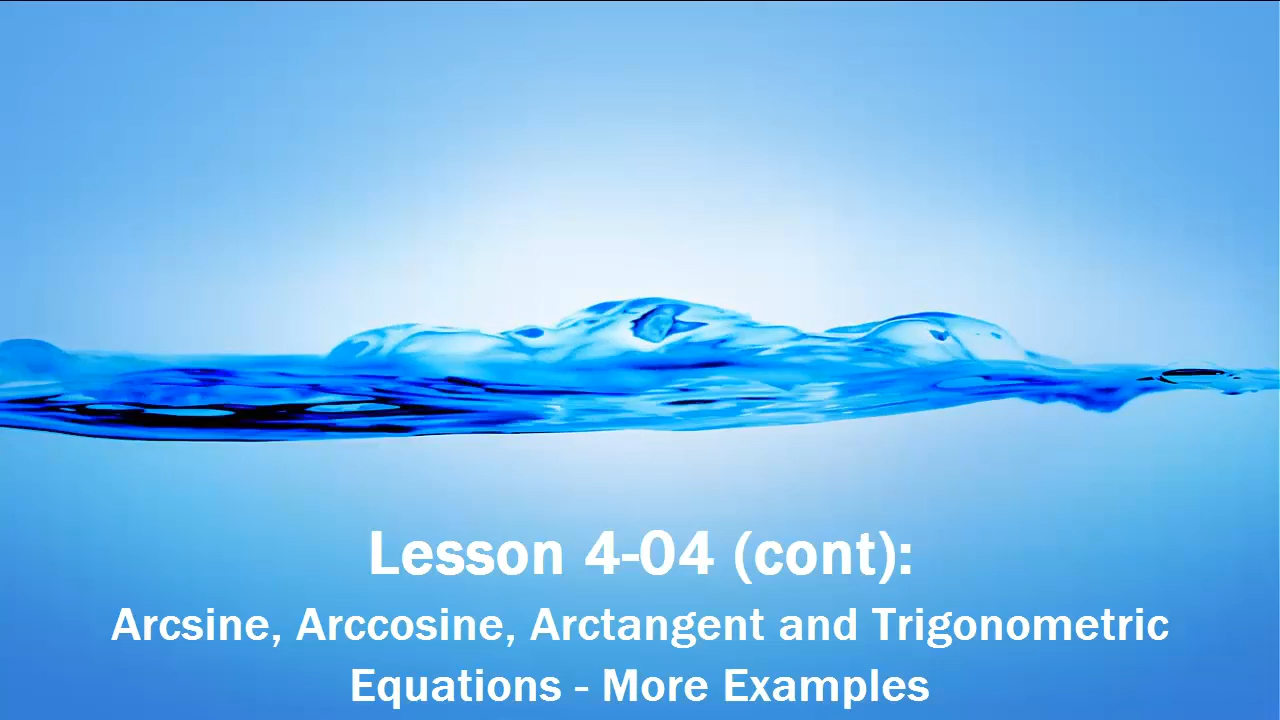 Lesson 4-04 (cont):
Arcsine, Arccosine, Arctangent and Trigonometric
Equations - More Examples